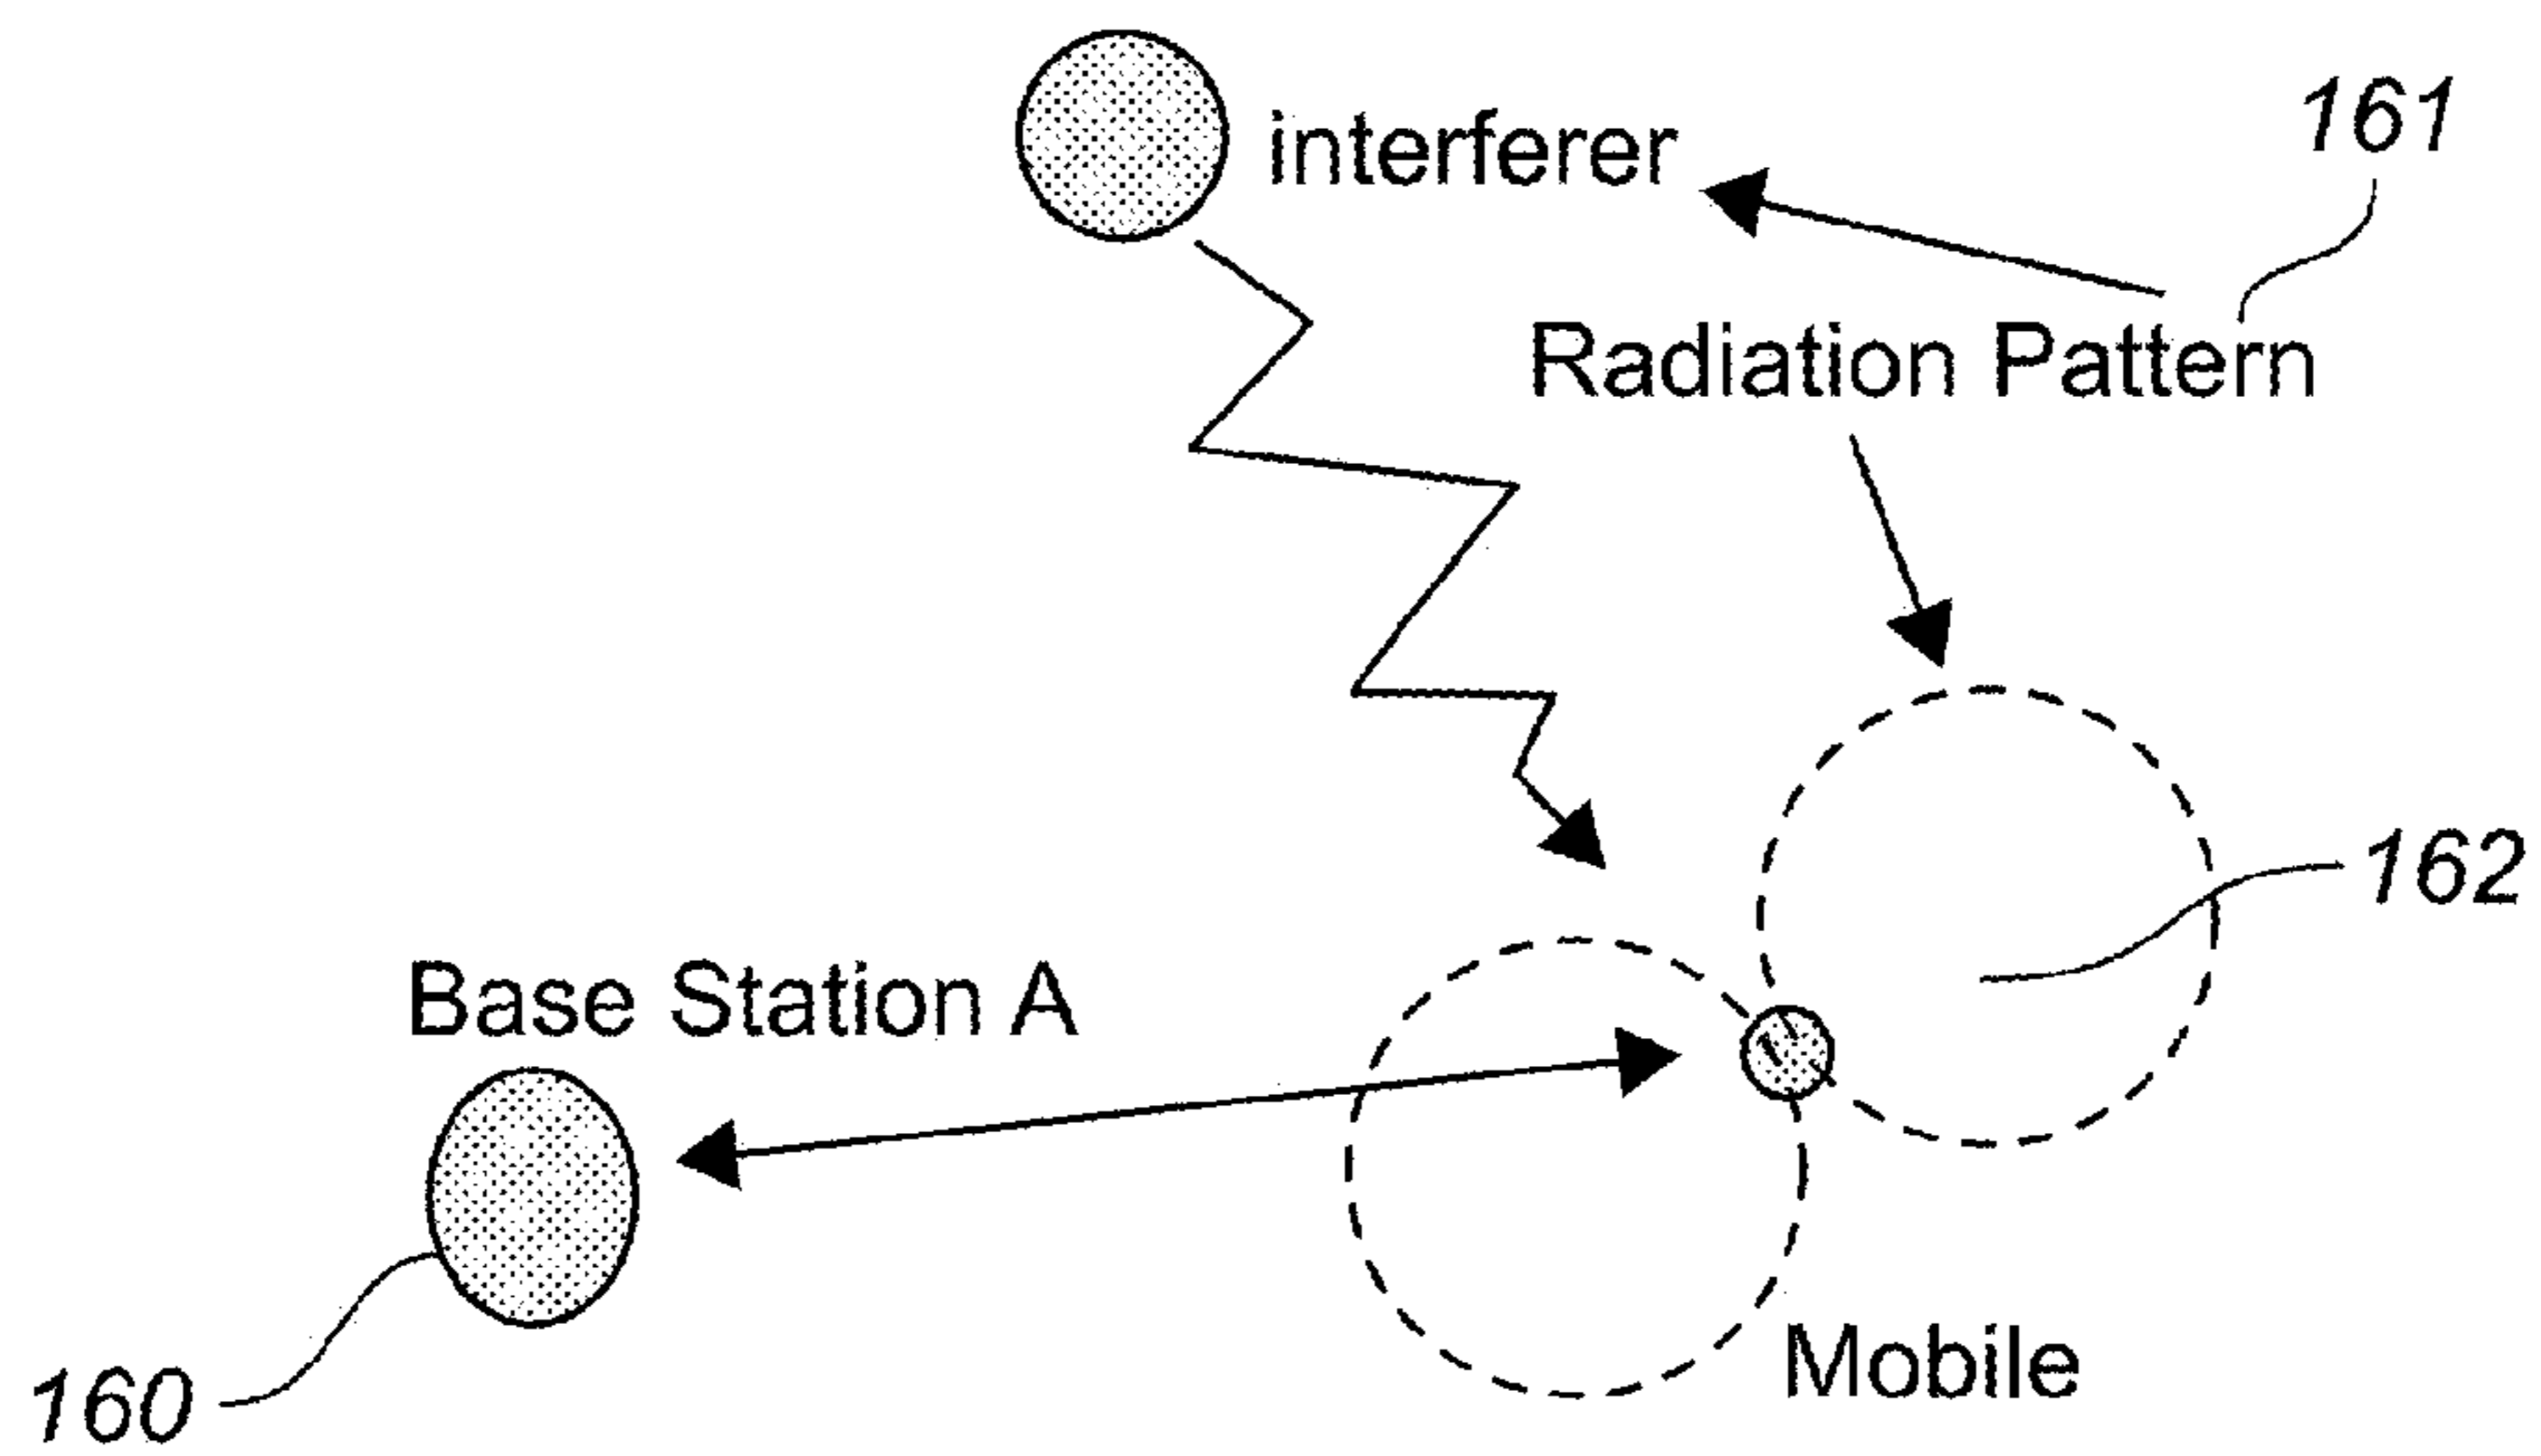 161
interferer
Radiation Pattern
162
Base Station A
Mobile
160